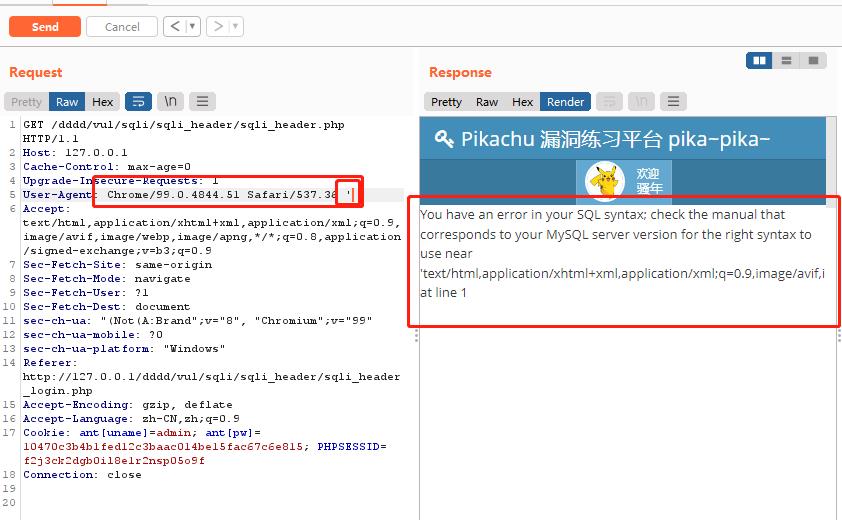 Send Cancel < >
Request
Pretty Raw Hex \n
1 GET /dddd/vul/sqli/sqli_header/sqli_header.php
HTTP/1.1
2 Host: 127.0.0.1
3 Cache-Control: max-age=0
4 Upgrade-Insecure-Requests: 1
5 User-Agent: Chrome/99.0.4844.51 Safari/537.36 '
6 Accept:
text/html,application/xhtml+xml,application/xml;q=0.9,
image/avif,image/webp,image/apng,*/*;q=0.8,application
/signed-exchange;v=b3;q=0.9
7 Sec-Fetch-Site: same-origin
8 Sec-Fetch-Mode: navigate
9 Sec-Fetch-User: ?1
10 Sec-Fetch-Dest: document
11 sec-ch-ua: "(Not(A:Brand";v="8", "Chromium";v="99"
12 sec-ch-ua-mobile: ?0
13 sec-ch-ua-platform: "Windows"
14 Referer:
http://127.0.0.1/dddd/vul/sqli/sqli_header/sqli_header
_login.php
15 Accept-Encoding: gzip, deflate
16 Accept-Language: zh-CN,zh;q=0.9
17 Cookie: ant[uname]=admin; ant[pw]=
10470c3b4b1fed12c3baac014be15fac67c6e815; PHPSESSID=
f2j3ck2dgb0i18e1r2nsp05o9f
18 Connection: close
19
20
Response
Pretty Raw Hex Render \n
Pikachu 漏洞练习平台 pika~pika~
欢迎
骚年
You have an error in your SQL syntax; check the manual that
corresponds to your MySQL server version for the right syntax to
use near
'text/html,application/xhtml+xml,application/xml;q=0.9,image/avif,i
at line 1